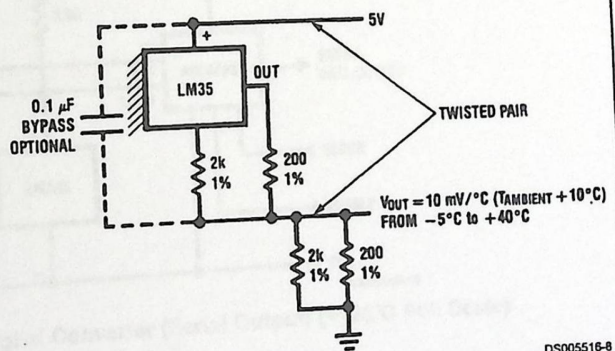 5V
+
OUT
LM35
0.1 μF
BYPASS
OPTIONAL
TWISTED PAIR
2k
1%
200
1%
VOUT = 10 mV/°C (TAMBIENT + 10°C)
FROM −5°C to +40°C
2k
1%
200
1%
DS005516-6